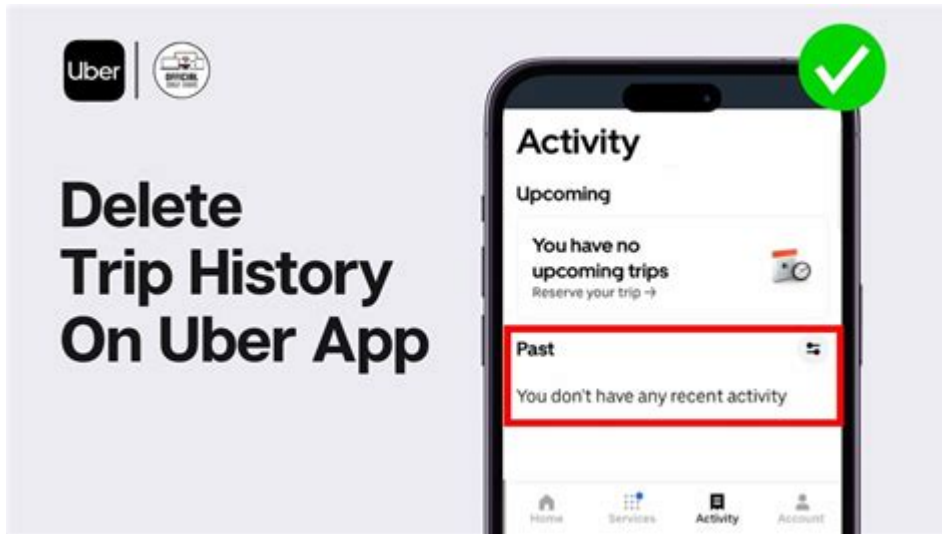 Uber
OFFICIAL
Delete
Trip History
On Uber App
Activity
Upcoming
You have no
upcoming trips
Reserve your trip →
Past
You don't have any recent activity
Home
Services
Activity
Account